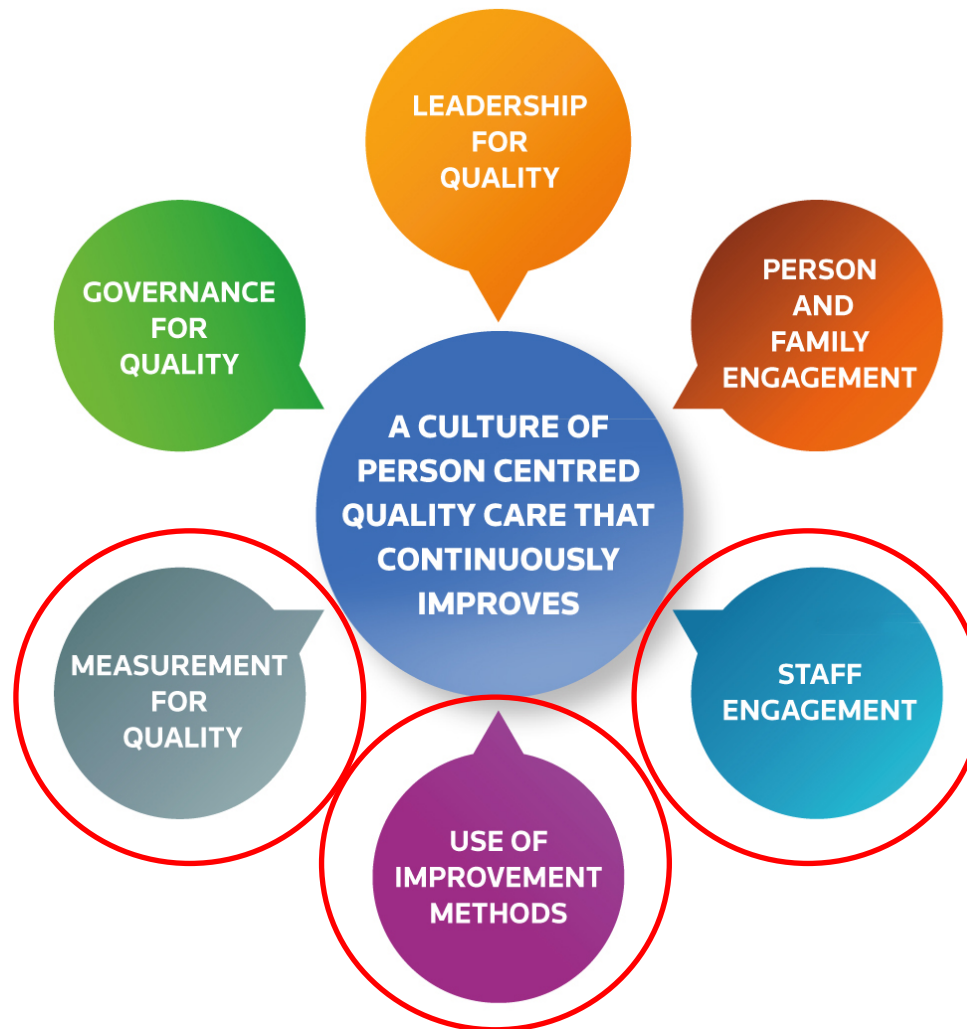 LEADERSHIP
FOR
QUALITY
PERSON
AND
FAMILY
ENGAGEMENT
GOVERNANCE
FOR
QUALITY
A CULTURE OF
PERSON CENTRED
QUALITY CARE THAT
CONTINUOUSLY
IMPROVES
MEASUREMENT
FOR
QUALITY
STAFF
ENGAGEMENT
USE OF
IMPROVEMENT
METHODS